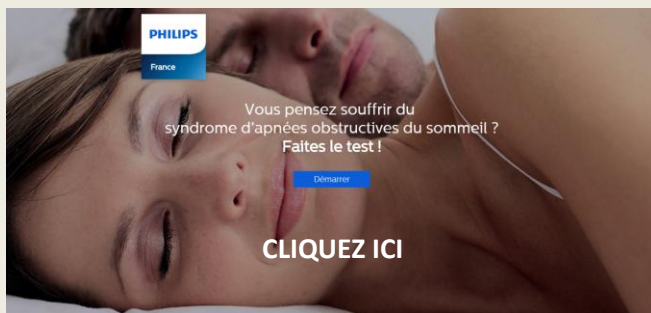 PHILIPS
France
Vous pensez souffrir du
syndrome d'apnées obstructives du sommeil ?
Faites le test !
Démarrer
CLIQUEZ ICI